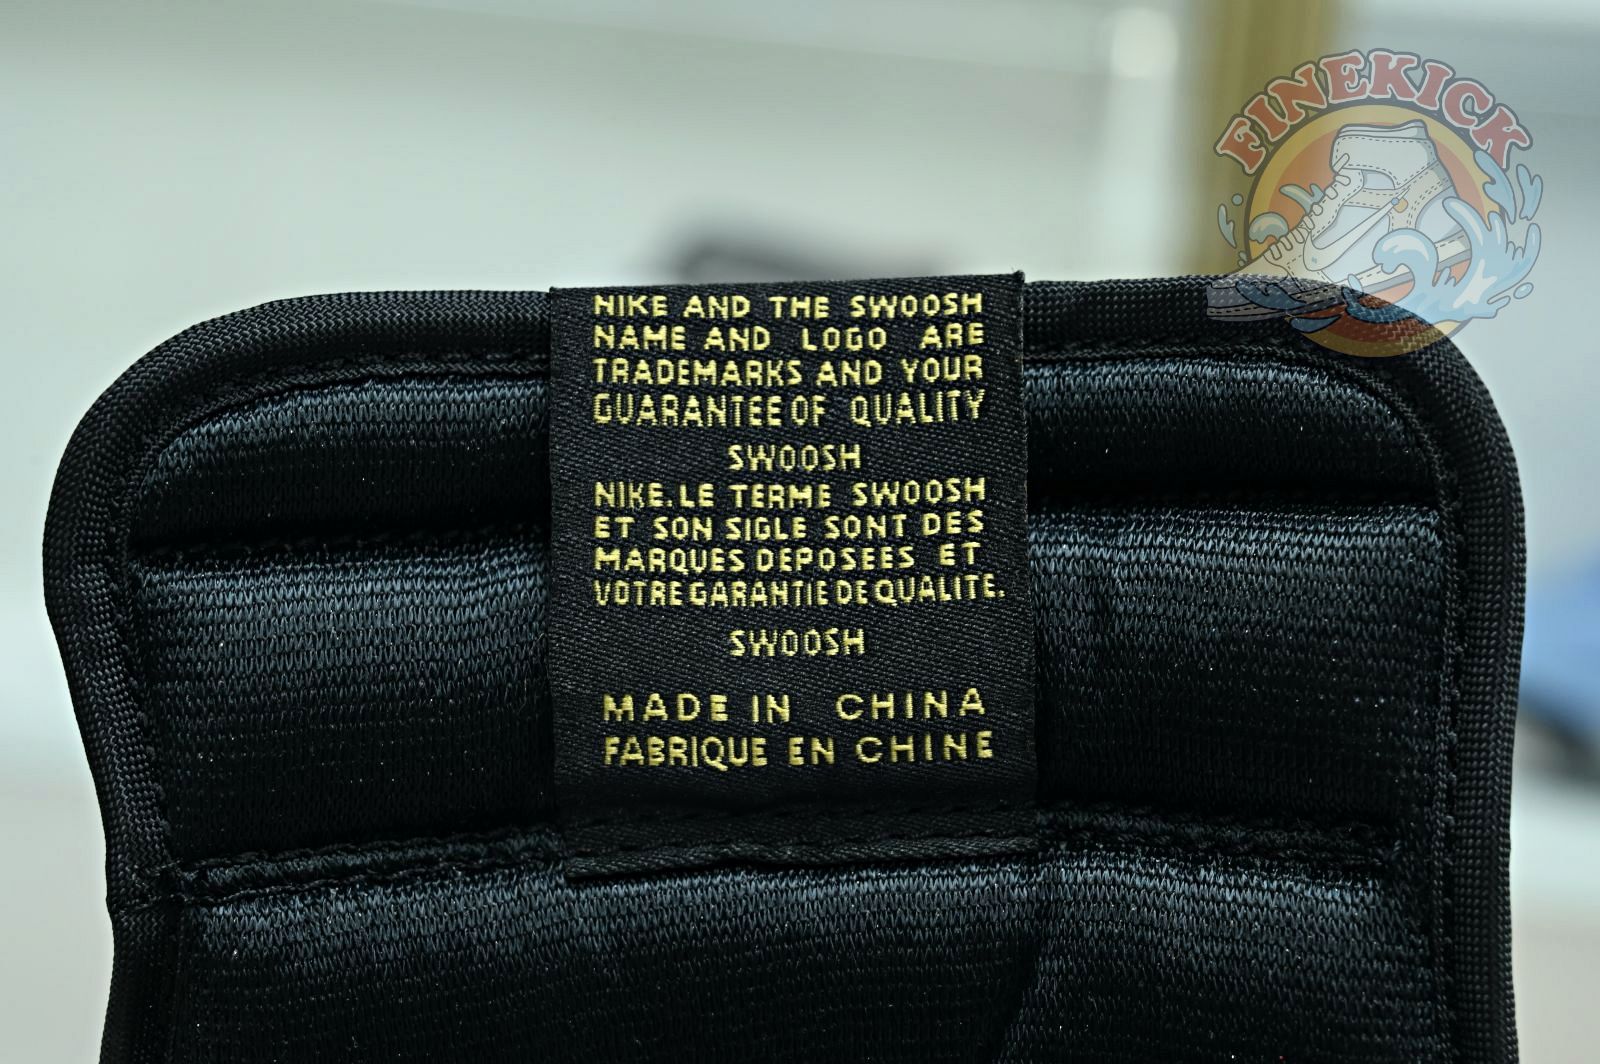 FINEKICK
NIKE AND THE SWOOSH
NAME AND LOGO ARE
TRADEMARKS AND YOUR
GUARANTEE OF QUALITY
SWOOSH
NIKE.LE TERME SWOOSH
ET SON SIGLE SONT DES
MARQUES DEPOSEES ET
VOTRE GARANTIE DE QUALITE.
SWOOSH
MADE IN CHINA
FABRIQUE EN CHINE